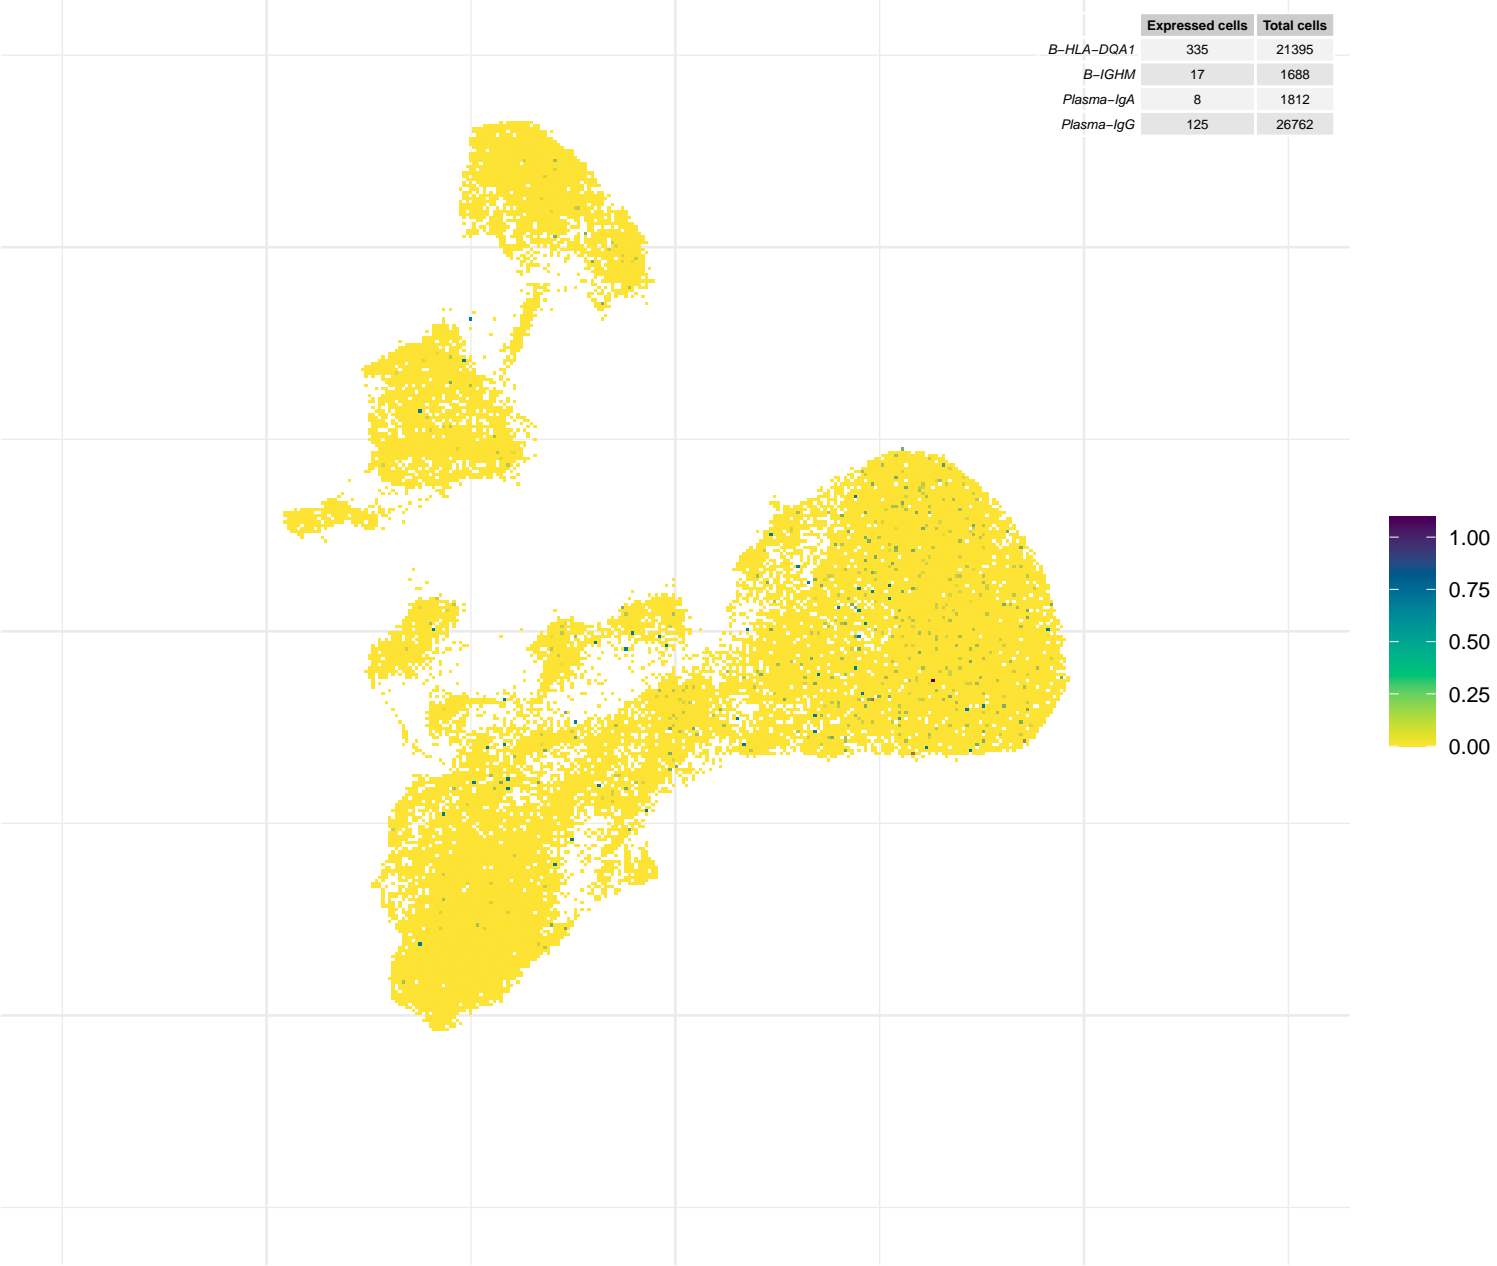 Expressed cells Total cells
B−HLA−DQA1 335 21395
B−IGHM 17 1688
Plasma−IgA 8 1812
Plasma−IgG 125 26762
1.00
0.75
0.50
0.25
0.00